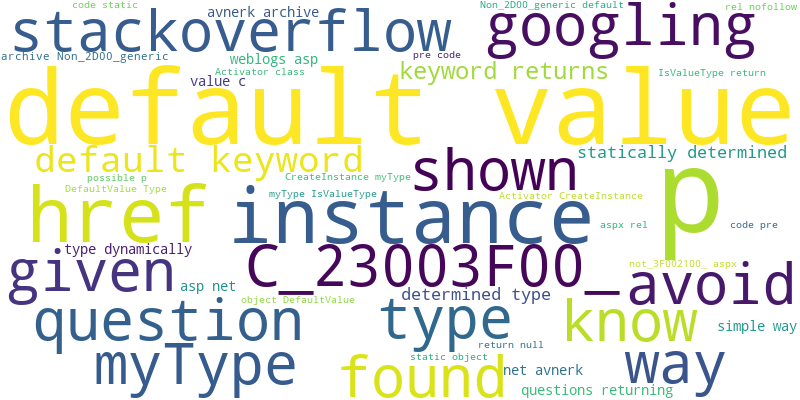 code static
avnerk archive
Non_2D00_generic default
rel nofollow
stackoverflow
googling
archive Non_2D00_generic
weblogs asp
pre code
Activator class
keyword returns
IsValueType return
value c
default value
default keyword
shown
statically determined
possible p
CreateInstance myType
p
DefaultValue Type
myType IsValueType
Activator CreateInstance
href
instance
aspx rel
code pre
type dynamically
C_23003F00_
not_3F002100_ aspx
given
asp net
avoid
object DefaultValue
determined type
question
type
know
simple way
return null
myType
found
static object
way
net avnerk
questions returning